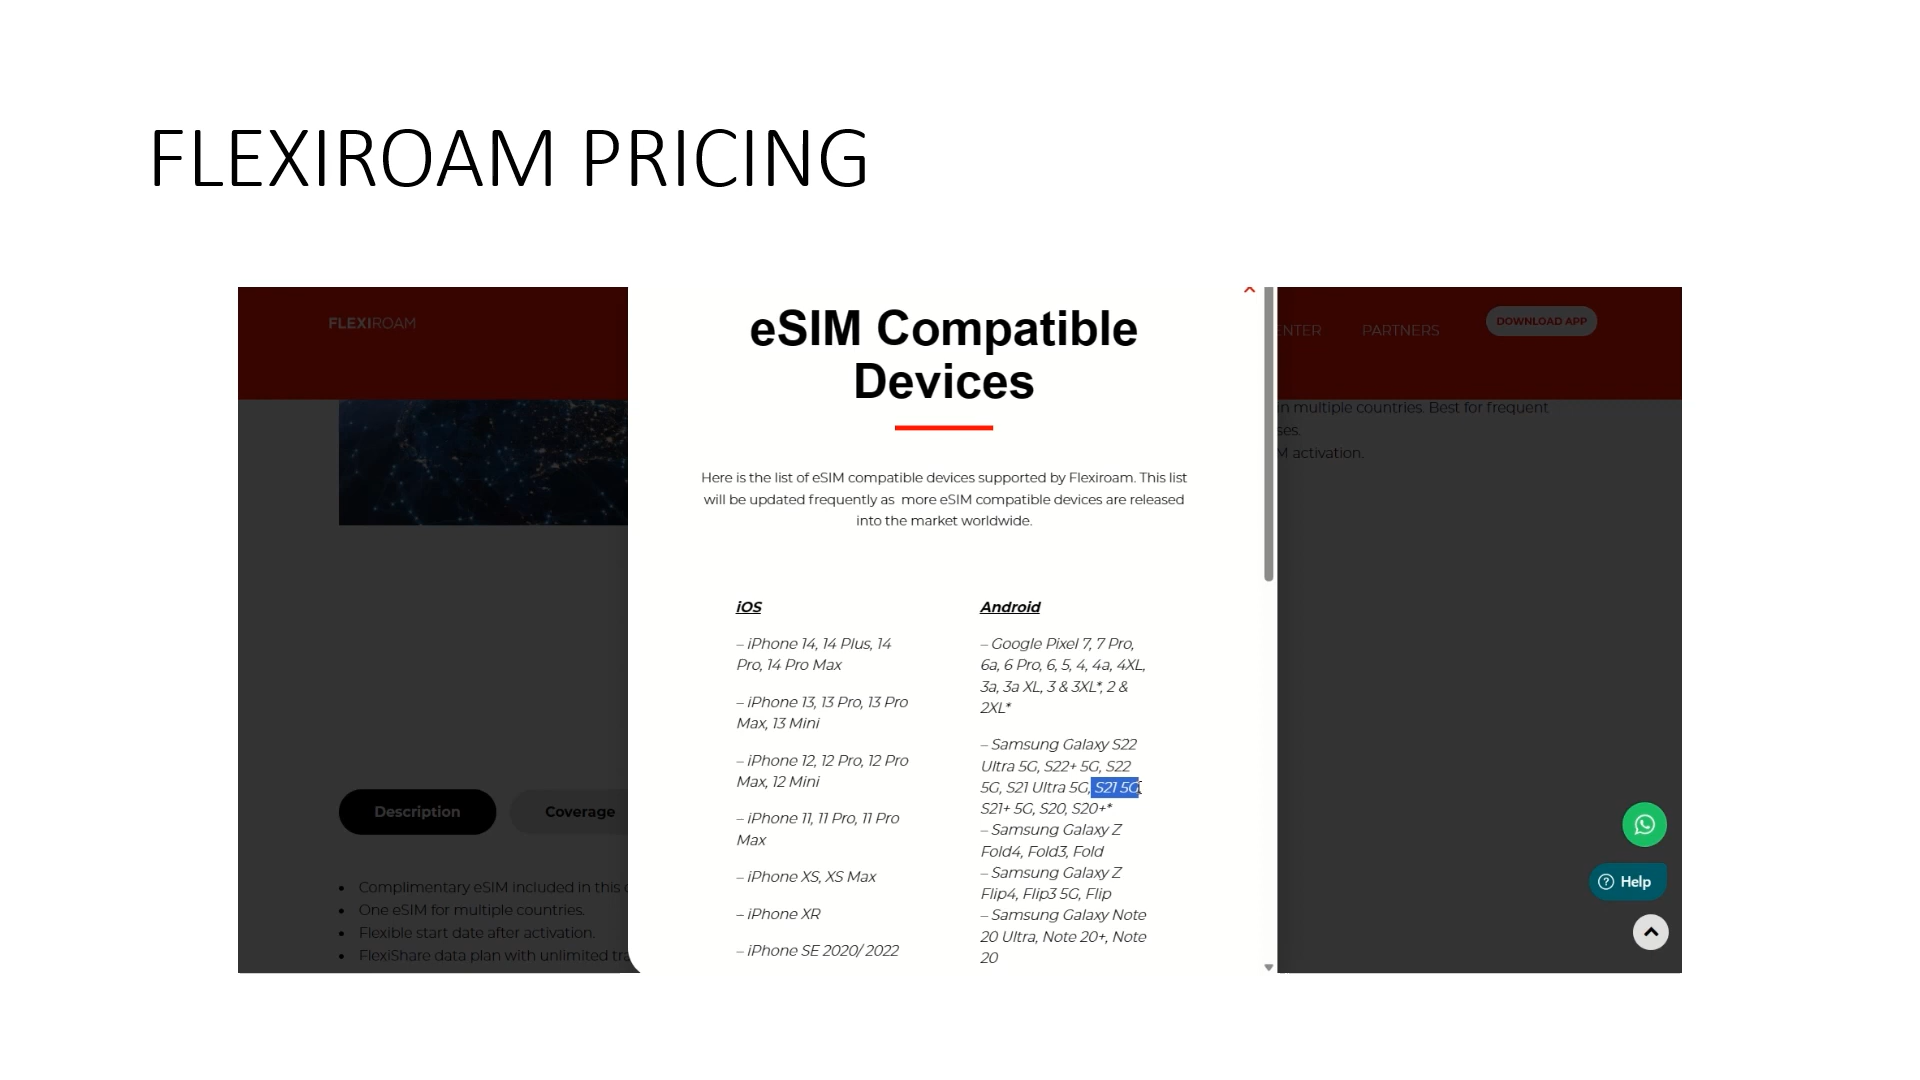 FLEXIROAM PRICING
FLEXIROAM
PARTNERS
DOWNLOAD APP
eSIM Compatible
Devices
in multiple countries. Best for frequent
activation.
Here is the list of eSIM compatible devices supported by Flexiroam. This list
will be updated frequently as more eSIM compatible devices are released
into the market worldwide.
iOS
– iPhone 14, 14 Plus, 14
Pro, 14 Pro Max
– iPhone 13, 13 Pro, 13 Pro
Max, 13 Mini
– iPhone 12, 12 Pro, 12 Pro
Max, 12 Mini
– iPhone 11, 11 Pro, 11 Pro
Max
– iPhone XS, XS Max
– iPhone XR
– iPhone SE 2020/ 2022
Android
– Google Pixel 7, 7 Pro,
6a, 6 Pro, 6, 5, 4, 4a, 4XL,
3a, 3a XL, 3 & 3XL*, 2 &
2XL*
– Samsung Galaxy S22
Ultra 5G, S22+ 5G, S22
5G, S21 Ultra 5G, S21 5G,
S21+ 5G, S20, S20+*
– Samsung Galaxy Z
Fold4, Fold3, Fold
– Samsung Galaxy Z
Flip4, Flip3 5G, Flip
– Samsung Galaxy Note
20 Ultra, Note 20+, Note
20
Description
Coverage
• Complimentary eSIM included in this
• One eSIM for multiple countries.
• Flexible start date after activation.
• FlexiShare data plan with unlimited
Help